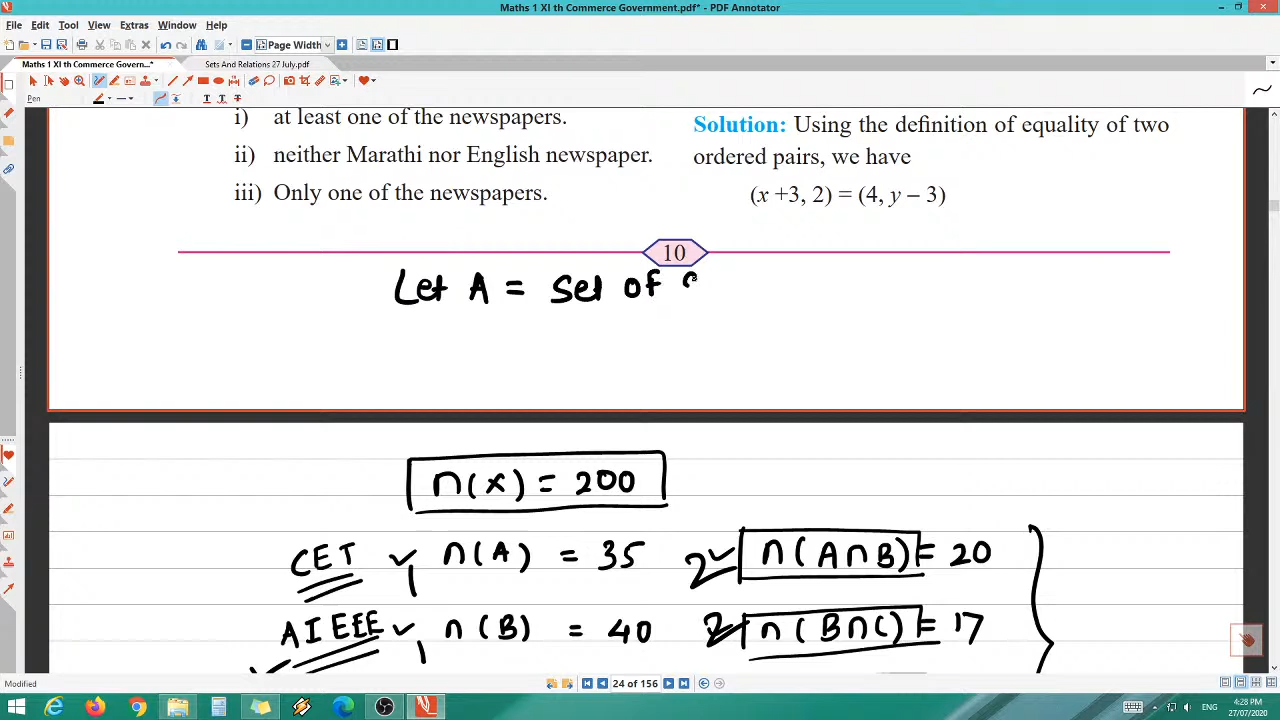 Maths 1 XI th Commerce Government.pdf* - PDF Annotator
File Edit Tool View Extras Window Help
Page Width
Maths 1 XI th Commerce Govern...*
Sets And Relations 27 July.pdf
Pen
i) at least one of the newspapers.
ii) neither Marathi nor English newspaper.
iii) Only one of the newspapers.
Solution: Using the definition of equality of two
ordered pairs, we have
(x +3, 2) = (4, y – 3)
10
Let A = Set of
n(x) = 200
CET ✓ n(A) = 35
n(A∩B) = 20
AIEEE ✓ n(B) = 40
n(B∩C) = 17
Modified
24 of 156
ENG
4:28 PM
27/07/2020